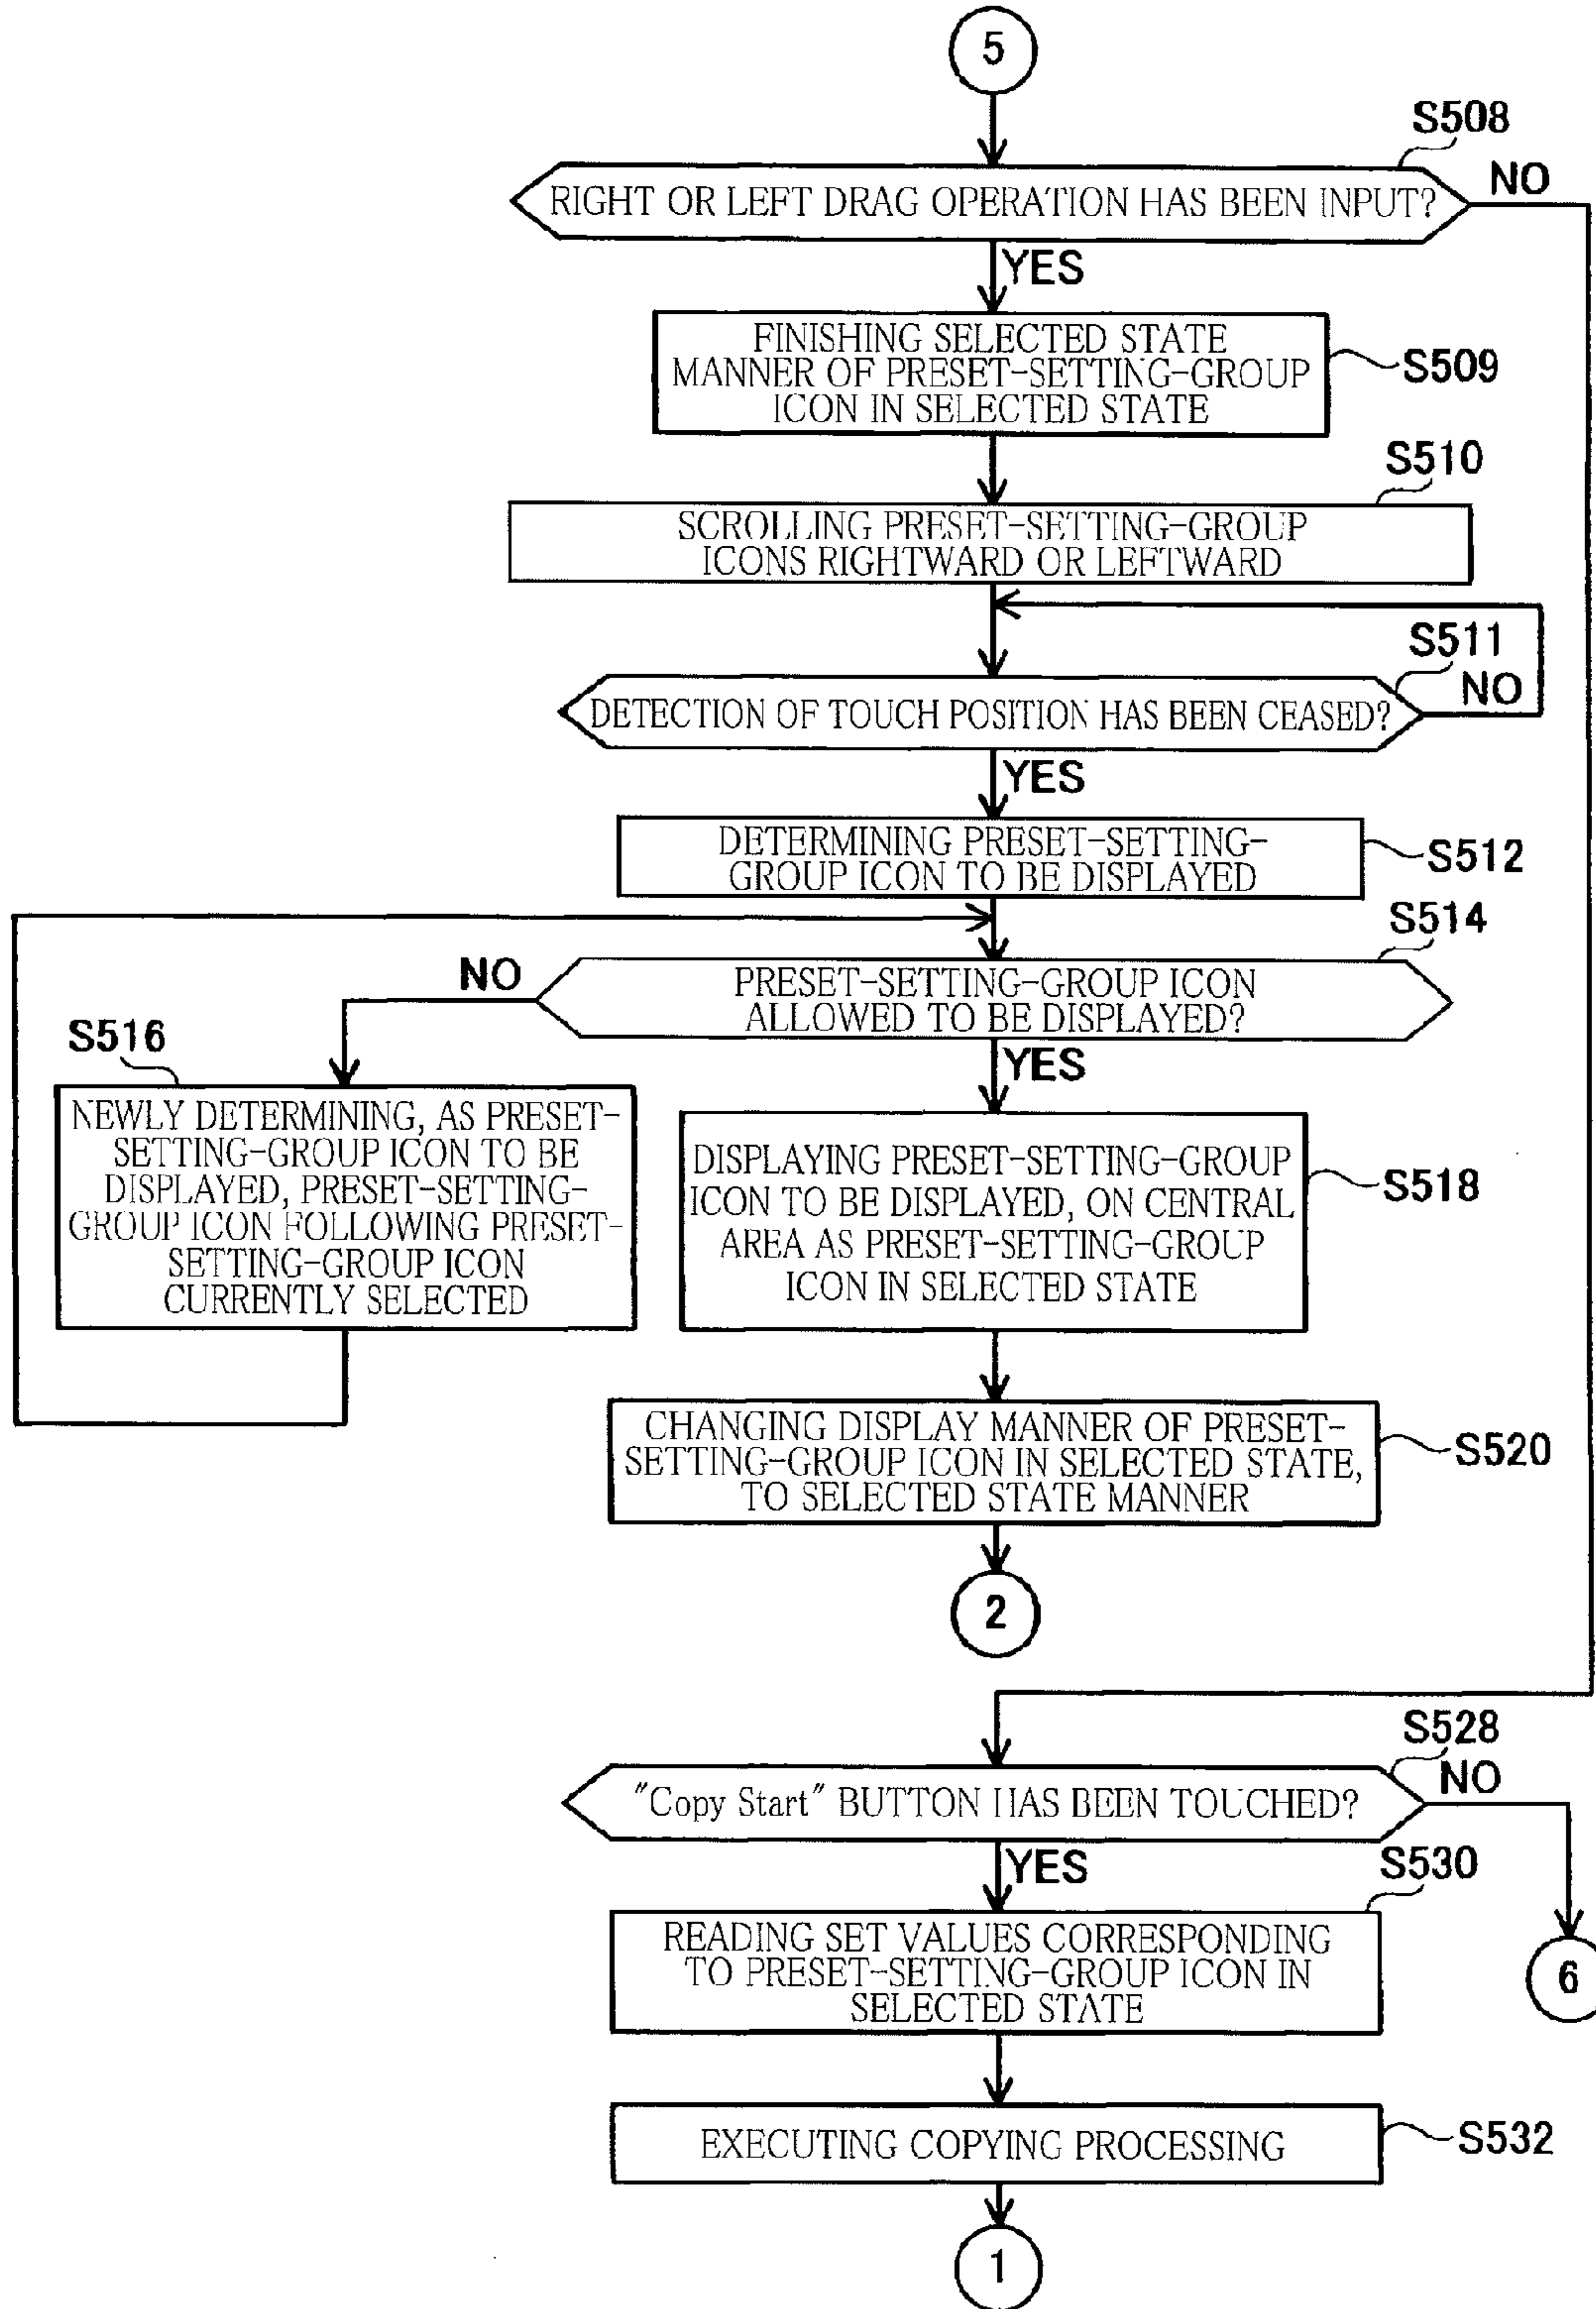 5
S508
RIGHT OR LEFT DRAG OPERATION HAS BEEN INPUT?
NO
YES
FINISHING SELECTED STATE
MANNER OF PRESET-SETTING-GROUP
ICON IN SELECTED STATE
S509
S510
SCROLLING PRESET-SETTING-GROUP
ICONS RIGHTWARD OR LEFTWARD
S511
DETECTION OF TOUCH POSITION HAS BEEN CEASED?
NO
YES
DETERMINING PRESET-SETTING-
GROUP ICON TO BE DISPLAYED
S512
S514
PRESET-SETTING-GROUP ICON
ALLOWED TO BE DISPLAYED?
NO
YES
S516
NEWLY DETERMINING, AS PRESET-
SETTING-GROUP ICON TO BE
DISPLAYED, PRESET-SETTING-
GROUP ICON FOLLOWING PRESET-
SETTING-GROUP ICON
CURRENTLY SELECTED
DISPLAYING PRESET-SETTING-GROUP
ICON TO BE DISPLAYED, ON CENTRAL
AREA AS PRESET-SETTING-GROUP
ICON IN SELECTED STATE
S518
CHANGING DISPLAY MANNER OF PRESET-
SETTING-GROUP ICON IN SELECTED STATE,
TO SELECTED STATE MANNER
S520
2
S528
"Copy Start" BUTTON HAS BEEN TOUCHED?
NO
YES
S530
READING SET VALUES CORRESPONDING
TO PRESET-SETTING-GROUP ICON IN
SELECTED STATE
6
EXECUTING COPYING PROCESSING
S532
1